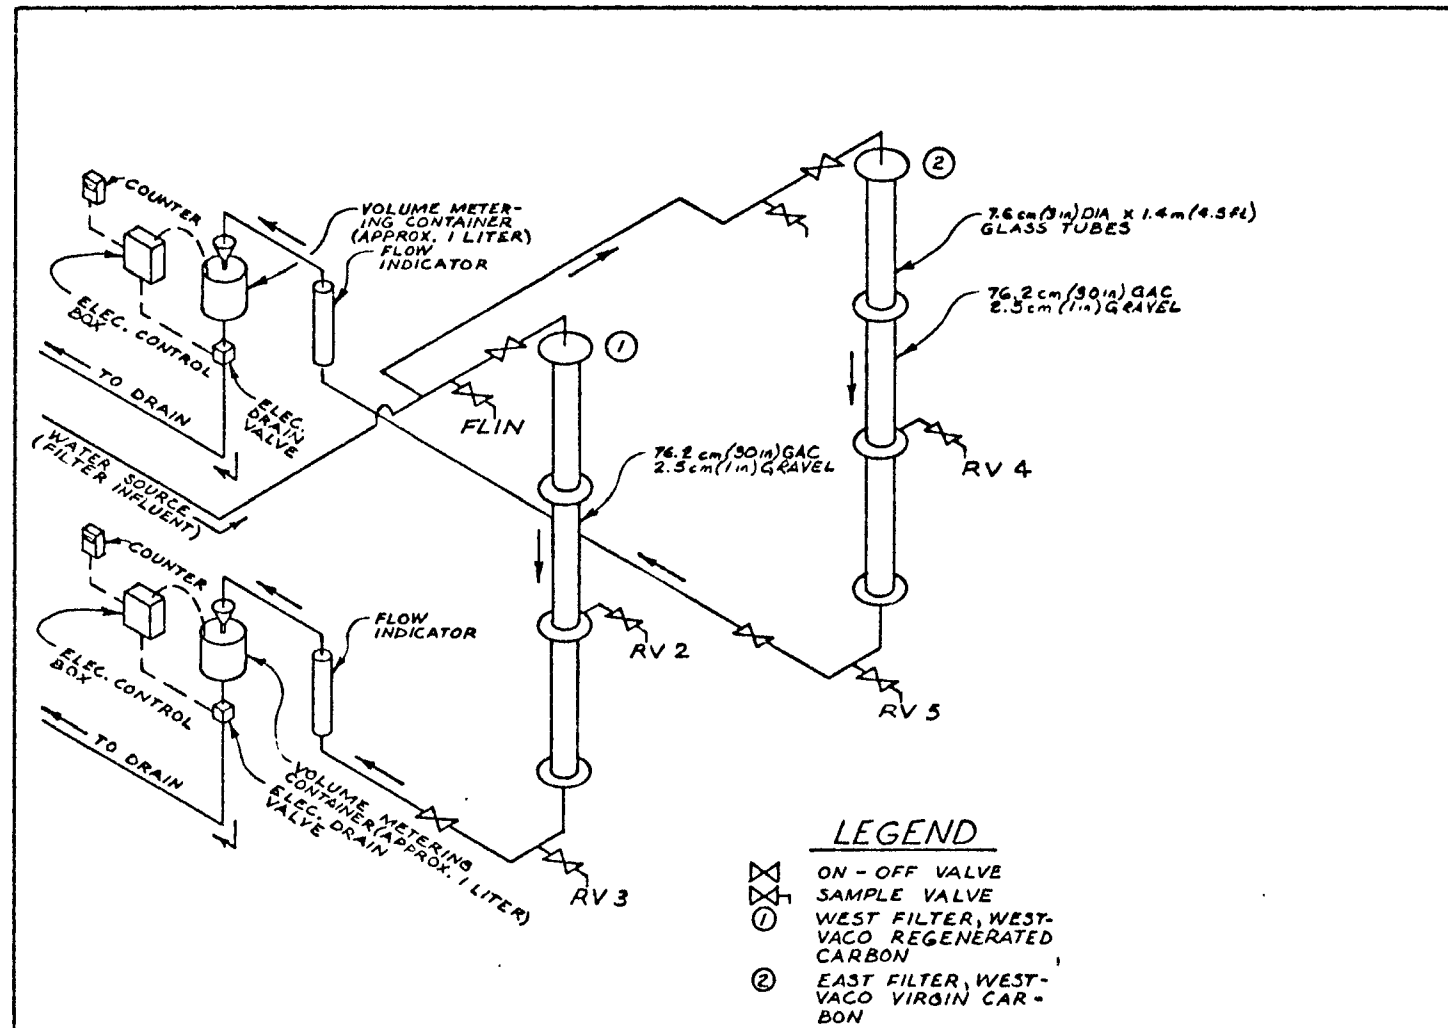 COUNTER
VOLUME METER-
ING CONTAINER
(APPROX. 1 LITER)
FLOW
INDICATOR
ELEC. CONTROL
BOX
TO DRAIN
ELEC.
DRAIN
VALVE
WATER SOURCE
(FILTER INFLUENT)
1
FLIN
76.2 cm (30 in) GAC
2.5 cm (1 in) GRAVEL
2
7.6 cm (3 in) DIA x 1.4 m (4.5 ft)
GLASS TUBES
76.2 cm (30 in) GAC
2.5 cm (1 in) GRAVEL
RV 4
RV 2
RV 5
COUNTER
FLOW
INDICATOR
ELEC. CONTROL
BOX
TO DRAIN
VOLUME METERING
CONTAINER (APPROX. 1 LITER)
ELEC. DRAIN
VALVE
RV 3
LEGEND
ON - OFF VALVE
SAMPLE VALVE
1 WEST FILTER, WEST-
VACO REGENERATED
CARBON
2 EAST FILTER, WEST-
VACO VIRGIN CAR-
BON